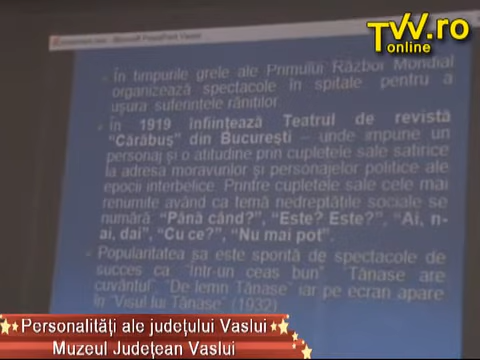 TVV.ro
online
În timpurile grele ale Primului Război Mondial
organizează spectacole în spitale pentru a
ușura suferințele răniților
În 1919 înființează Teatrul de revistă
"Cărăbuș" din București – unde impune un
personaj și o atitudine prin cupletele sale satirice
la adresa moravurilor și personajelor politice ale
epocii interbelice. Printre cupletele sale cele mai
renumite având ca temă nedreptățile sociale se
numără "Până când?", "Este? Este?", "Ai, n-
ai, dai", "Cu ce?", "Nu mai pot".
Popularitatea sa este sporită de spectacole de
succes ca "Într-un ceas bun" "Tănase are
cuvântul", "De lemn Tănase" iar pe ecran apare
în "Visul lui Tănase" (1932)
Personalități ale județului Vaslui
Muzeul Județean Vaslui